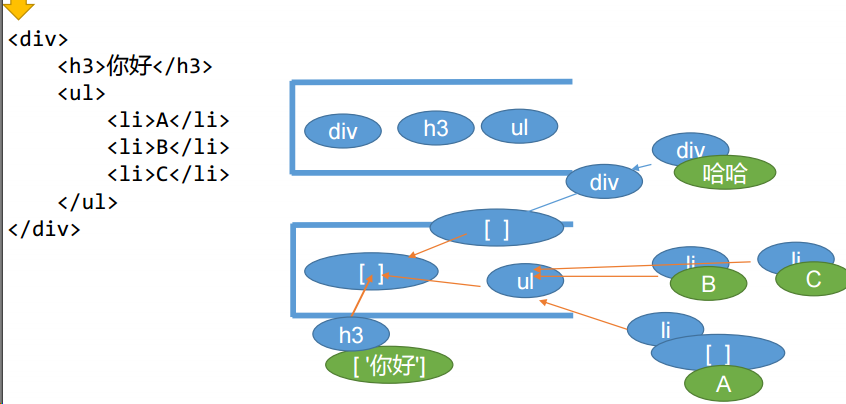 <div>
<h3>你好</h3>
<ul>
<li>A</li>
<li>B</li>
<li>C</li>
</ul>
</div>
div h3 ul
div
哈哈
div
[ ]
[ ]
ul
li
B
li
C
h3
[ '你好']
li
[ ]
A